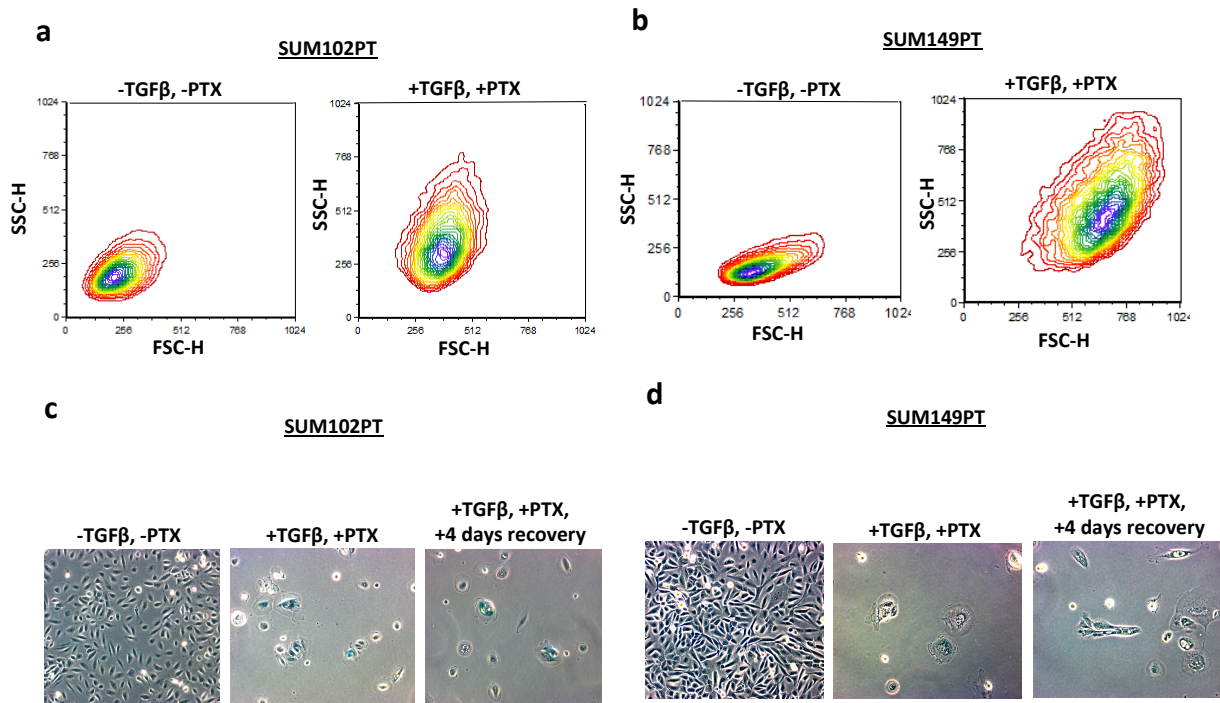 a
SUM102PT
-TGFβ, -PTX
+TGFβ, +PTX
1024
768
512
256
0
SSC-H
0 256 512 768 1024
FSC-H
1024
768
512
256
0
SSC-H
0 256 512 768 1024
FSC-H
b
SUM149PT
-TGFβ, -PTX
+TGFβ, +PTX
1024
768
512
256
0
SSC-H
0 256 512 768 1024
FSC-H
1024
768
512
256
0
SSC-H
0 256 512 768 1024
FSC-H
c
SUM102PT
-TGFβ, -PTX
+TGFβ, +PTX
+TGFβ, +PTX,
+4 days recovery
d
SUM149PT
-TGFβ, -PTX
+TGFβ, +PTX
+TGFβ, +PTX,
+4 days recovery